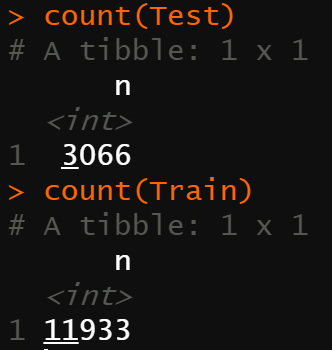 > count(Test)
# A tibble: 1 x 1
n
<int>
1 3066
> count(Train)
# A tibble: 1 x 1
n
<int>
1 11933